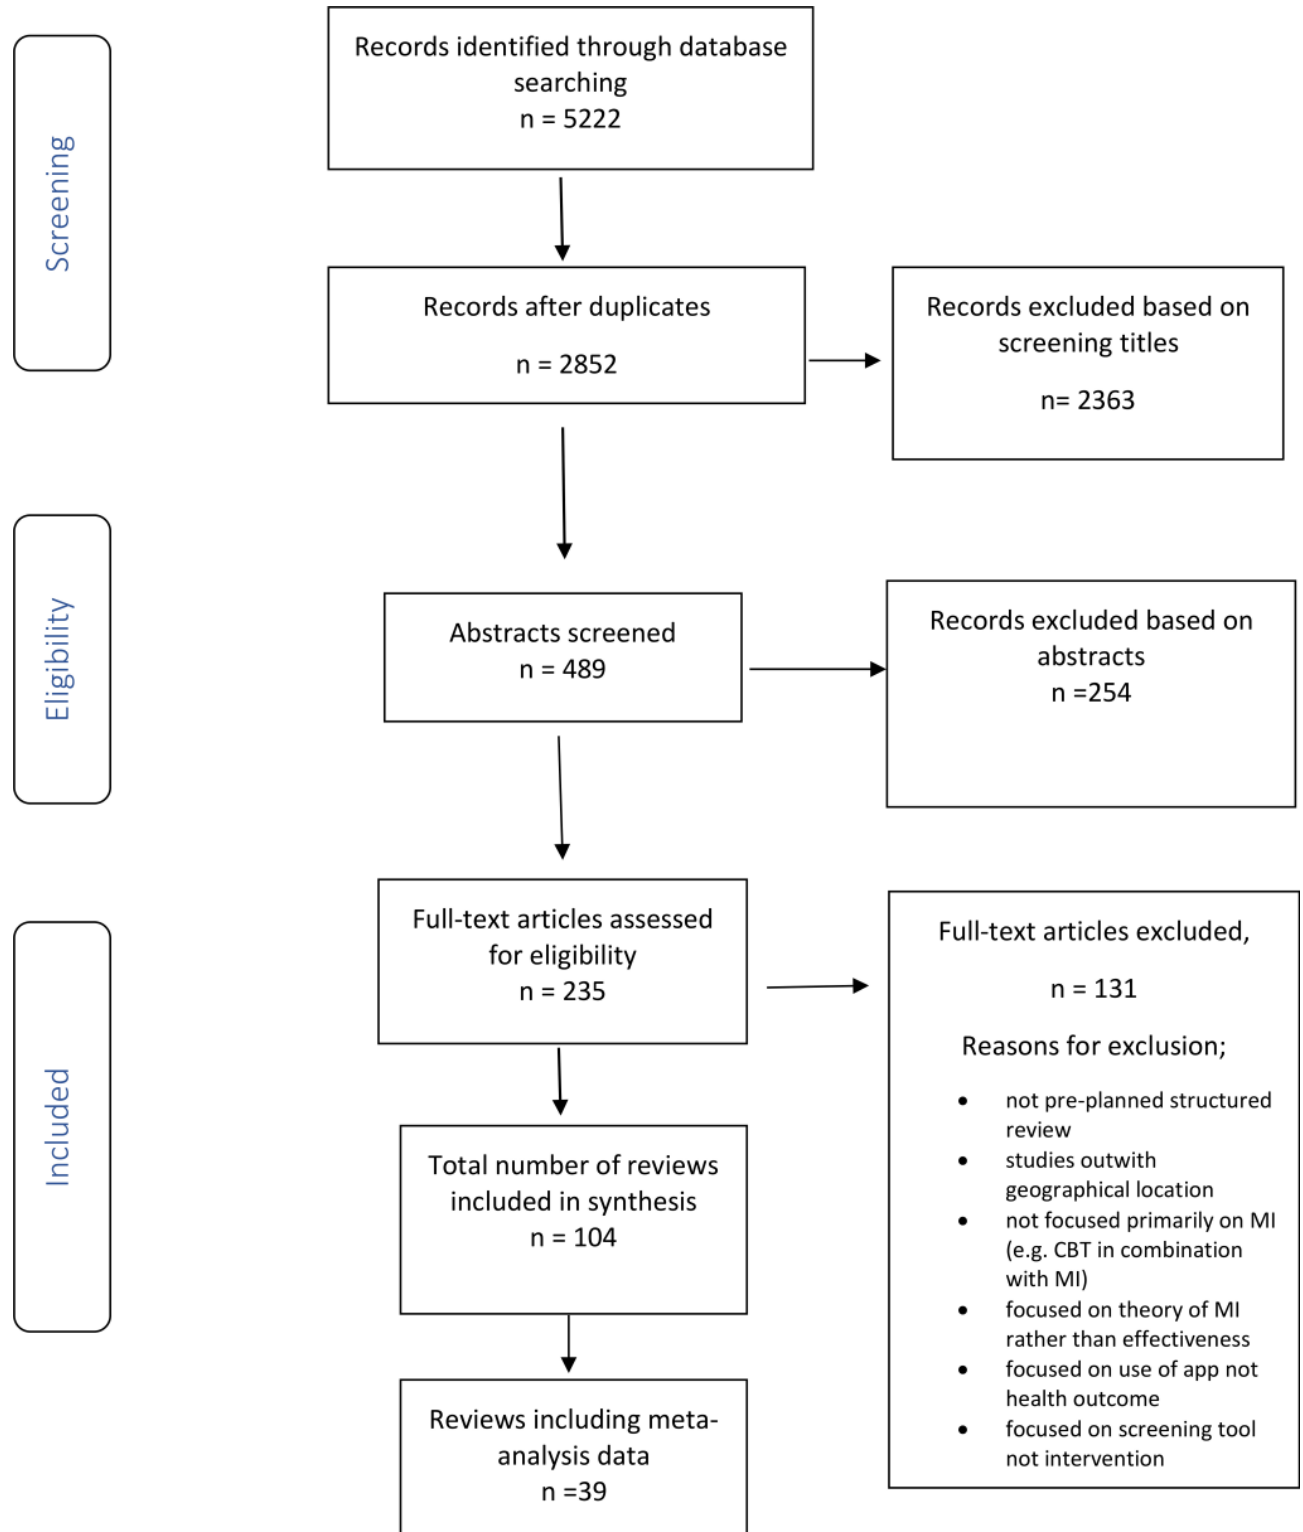 Screening
Records identified through database
searching
n = 5222
Records after duplicates
n = 2852
Records excluded based on
screening titles
n= 2363
Eligibility
Abstracts screened
n = 489
Records excluded based on
abstracts
n =254
Included
Full-text articles assessed
for eligibility
n = 235
Full-text articles excluded,
n = 131
Reasons for exclusion;
• not pre-planned structured
review
• studies outwith
geographical location
• not focused primarily on MI
(e.g. CBT in combination
with MI)
• focused on theory of MI
rather than effectiveness
• focused on use of app not
health outcome
• focused on screening tool
not intervention
Total number of reviews
included in synthesis
n = 104
Reviews including meta-
analysis data
n =39